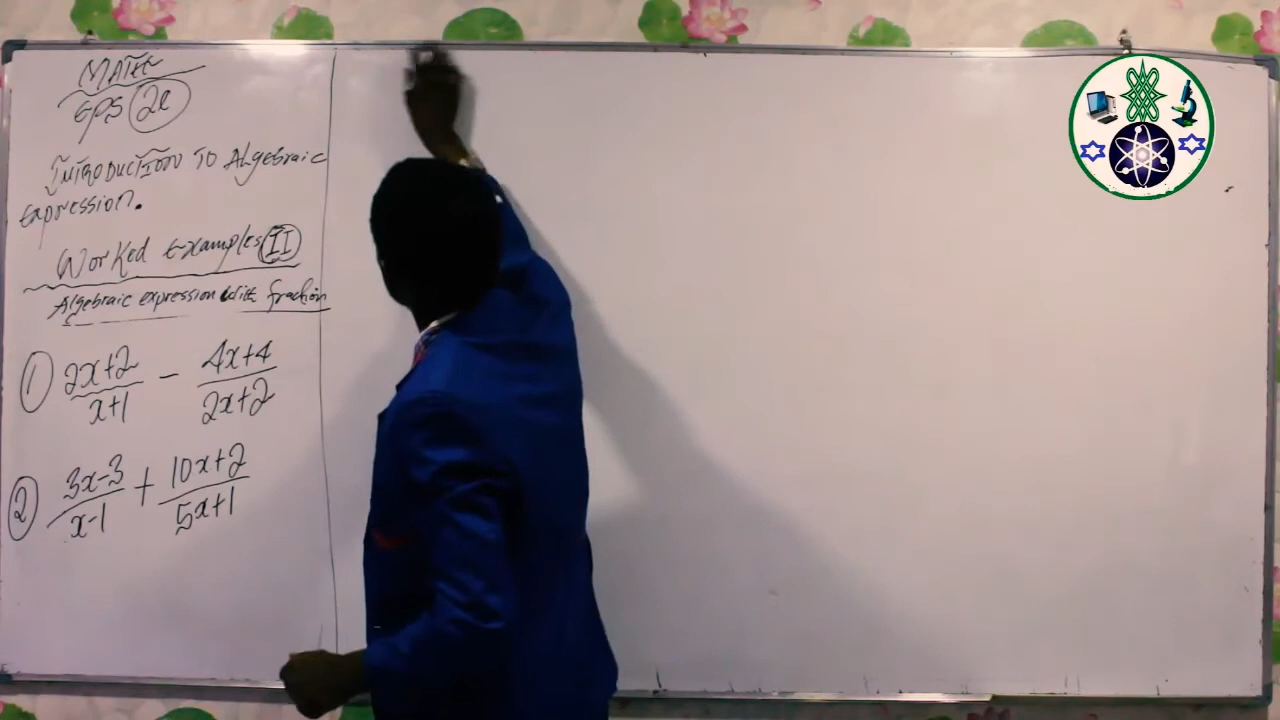 MATH
EPS 2e
INTRODUCTION TO Algebraic
Expression.
Worked Examples II
Algebraic expression with fraction
① 2x+2/x+1 - 4x+4/2x+2
② 3x-3/x-1 + 10x+2/5x+1